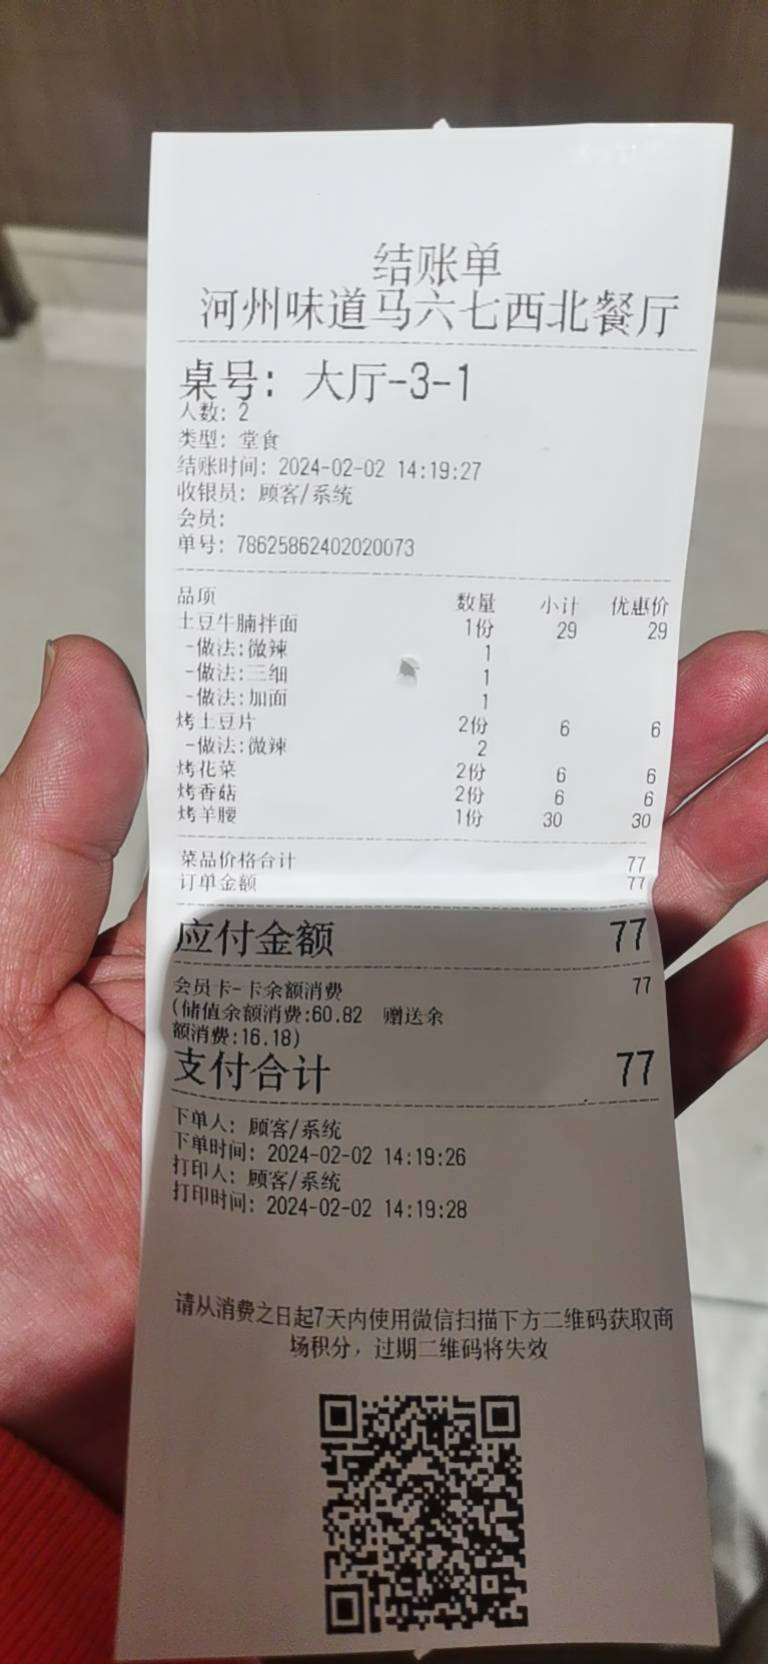 结账单
河州味道马六七西北餐厅
桌号: 大厅-3-1
人数: 2
类型: 堂食
结账时间: 2024-02-02 14:19:27
收银员: 顾客/系统
会员:
单号: 78625862402020073
品项 数量 小计 优惠价
土豆牛腩拌面 1份 29 29
-做法:微辣 1
-做法:三细 1
-做法:加面 1
烤土豆片 2份 6 6
-做法:微辣 2
烤花菜 2份 6 6
烤香菇 2份 6 6
烤羊腰 1份 30 30
菜品价格合计 77
订单金额 77
应付金额 77
会员卡-卡余额消费 77
(储值余额消费:60.82 赠送余
额消费:16.18)
支付合计 77
下单人: 顾客/系统
下单时间: 2024-02-02 14:19:26
打印人: 顾客/系统
打印时间: 2024-02-02 14:19:28
请从消费之日起7天内使用微信扫描下方二维码获取商
场积分，过期二维码将失效